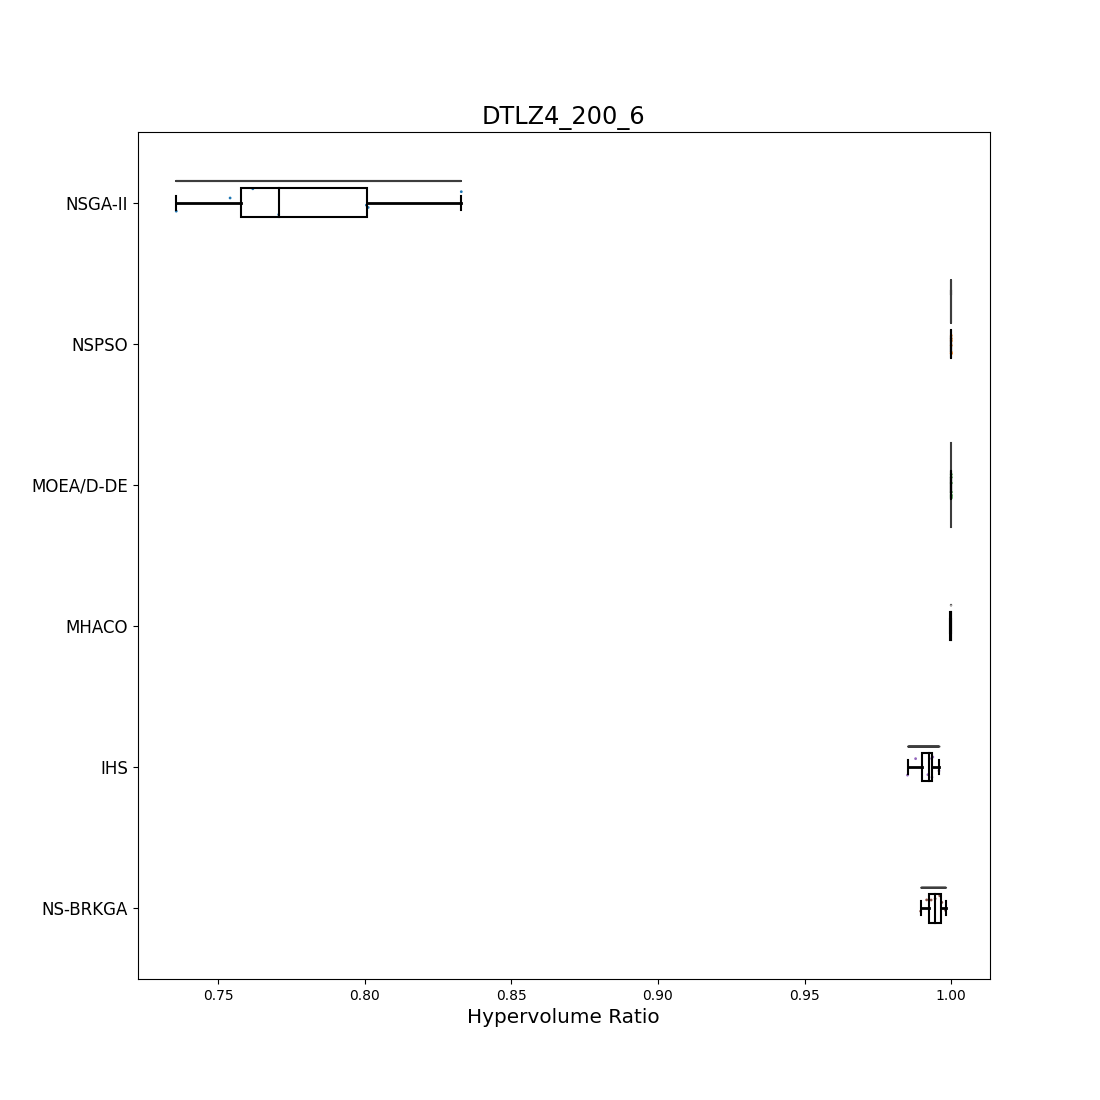 DTLZ4_200_6
NSGA-II
NSPSO
MOEA/D-DE
MHACO
IHS
NS-BRKGA
0.75 0.80 0.85 0.90 0.95 1.00
Hypervolume Ratio